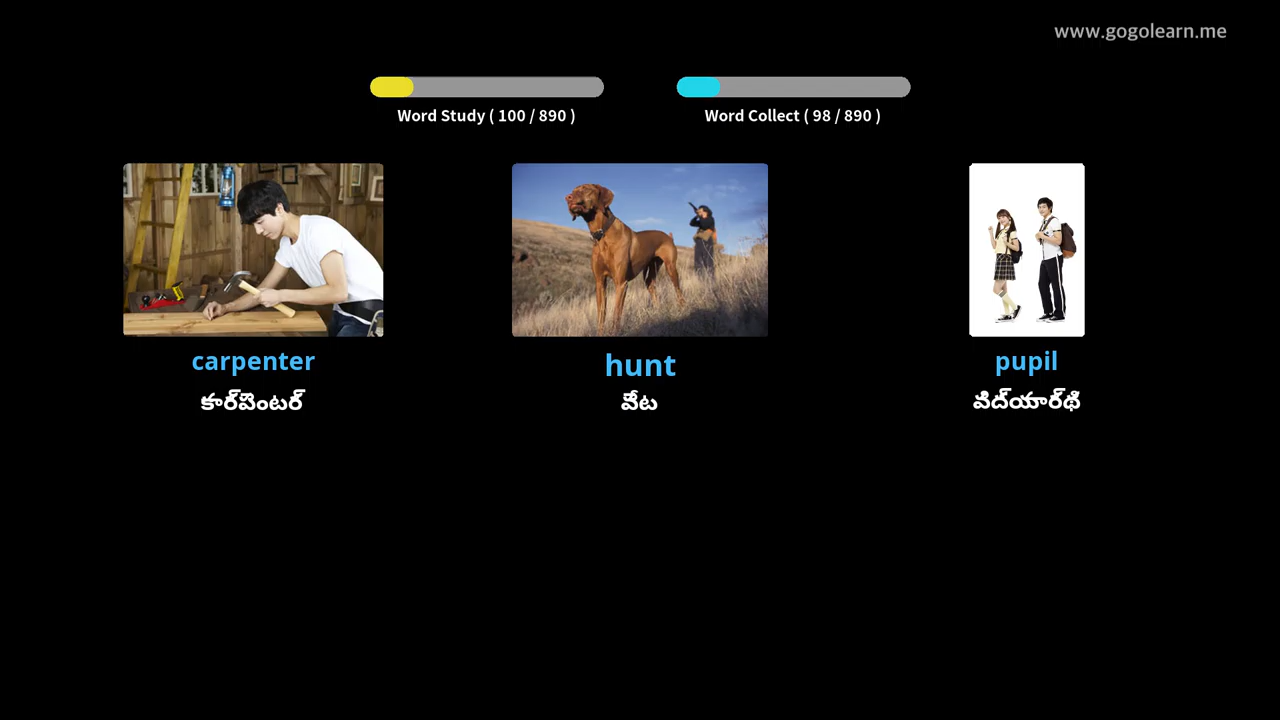 www.gogolearn.me
Word Study ( 100 / 890 )
Word Collect ( 98 / 890 )
carpenter
hunt
pupil
కార్పెంటర్
వేట
విద్యార్థి